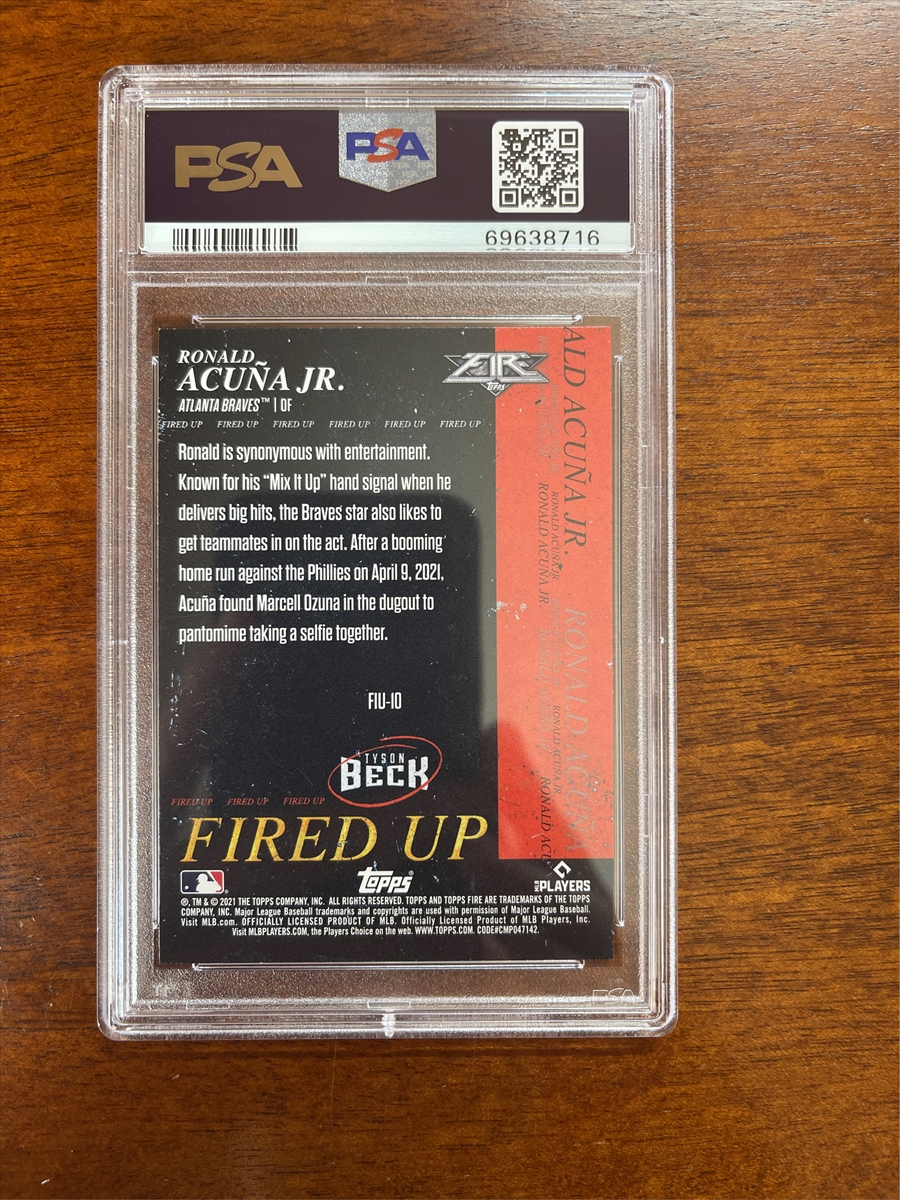 PSA
PSA
69638716
RONALD
ACUÑA JR.
ATLANTA BRAVES™ | OF
FIRE
TOPPS
FIRED UP FIRED UP FIRED UP FIRED UP FIRED UP FIRED UP
Ronald is synonymous with entertainment.
Known for his “Mix It Up” hand signal when he
delivers big hits, the Braves star also likes to
get teammates in on the act. After a booming
home run against the Phillies on April 9, 2021,
Acuña found Marcell Ozuna in the dugout to
pantomime taking a selfie together.
FIU-10
TYSON
BECK
FIRED UP FIRED UP FIRED UP
FIRED UP
ALD ACUÑA JR. RONALD ACUÑA
RONALD ACUÑA JR.
RONALD ACUÑA JR
RONALD ACUÑA JR.
RONALD ACU
topps®
MLB PLAYERS
®, TM & © 2021 THE TOPPS COMPANY, INC. ALL RIGHTS RESERVED. TOPPS AND TOPPS FIRE ARE TRADEMARKS OF THE TOPPS
COMPANY, INC. Major League Baseball trademarks and copyrights are used with permission of Major League Baseball.
Visit MLB.com. OFFICIALLY LICENSED PRODUCT OF MLB. Officially Licensed Product of MLB Players, Inc.
Visit MLBPLAYERS.COM, the Players Choice on the web. WWW.TOPPS.COM. CODE#CMP047142.
PSA